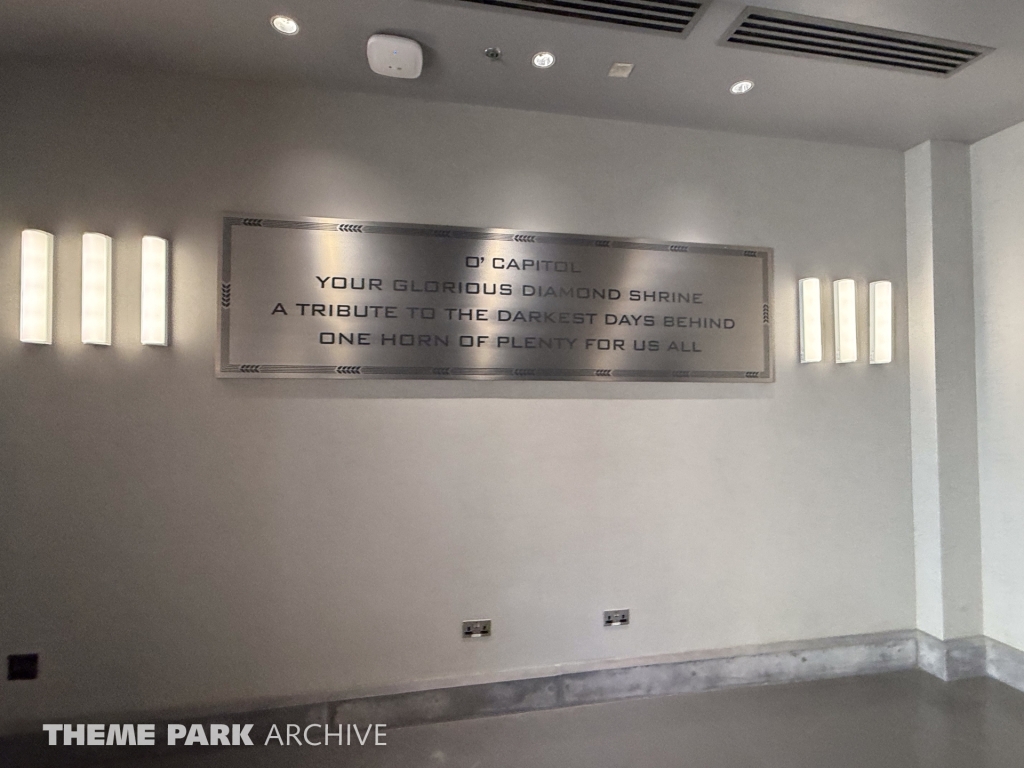 O' CAPITOL
YOUR GLORIOUS DIAMOND SHRINE
A TRIBUTE TO THE DARKEST DAYS BEHIND
ONE HORN OF PLENTY FOR US ALL
THEME PARK ARCHIVE